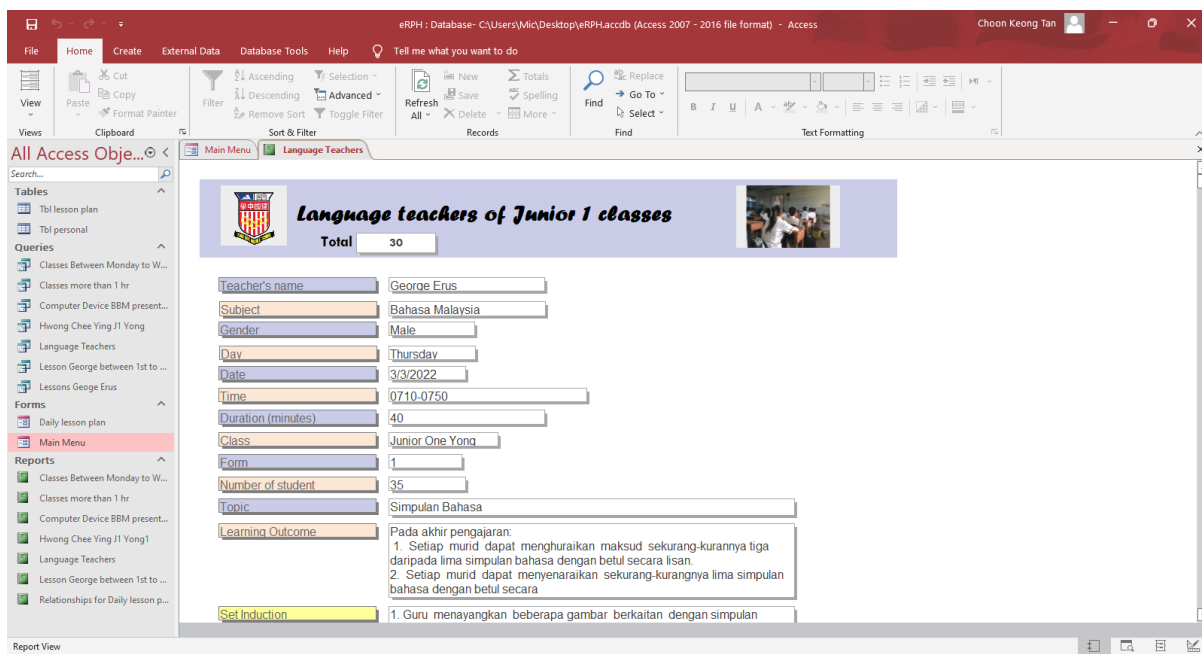 eRPH : Database- C:\Users\Mic\Desktop\eRPH.accdb (Access 2007 - 2016 file format) - Access
Choon Keong Tan
File Home Create External Data Database Tools Help Tell me what you want to do
View
Views
Paste
Cut
Copy
Format Painter
Clipboard
Filter
Ascending
Descending
Remove Sort
Selection
Advanced
Toggle Filter
Sort & Filter
Refresh
All
New
Save
Delete
Totals
Spelling
More
Records
Find
Replace
Go To
Select
Find
B I U A
Text Formatting
All Access Obje...
Search...
Tables
Tbl lesson plan
Tbl personal
Queries
Classes Between Monday to W...
Classes more than 1 hr
Computer Device BBM present...
Hwong Chee Ying J1 Yong
Language Teachers
Lesson George between 1st to ...
Lessons Geoge Erus
Forms
Daily lesson plan
Main Menu
Reports
Classes Between Monday to W...
Classes more than 1 hr
Computer Device BBM present...
Hwong Chee Ying J1 Yong1
Language Teachers
Lesson George between 1st to ...
Relationships for Daily lesson p...
Main Menu Language Teachers
Language teachers of Junior 1 classes
Total 30
Teacher's name George Erus
Subject Bahasa Malaysia
Gender Male
Day Thursday
Date 3/3/2022
Time 0710-0750
Duration (minutes) 40
Class Junior One Yong
Form 1
Number of student 35
Topic Simpulan Bahasa
Learning Outcome Pada akhir pengajaran:
1. Setiap murid dapat menghuraikan maksud sekurang-kurannya tiga
daripada lima simpulan bahasa dengan betul secara lisan.
2. Setiap murid dapat menyenaraikan sekurang-kurangnya lima simpulan
bahasa dengan betul secara
Set Induction 1. Guru menayangkan beberapa gambar berkaitan dengan simpulan
Report View